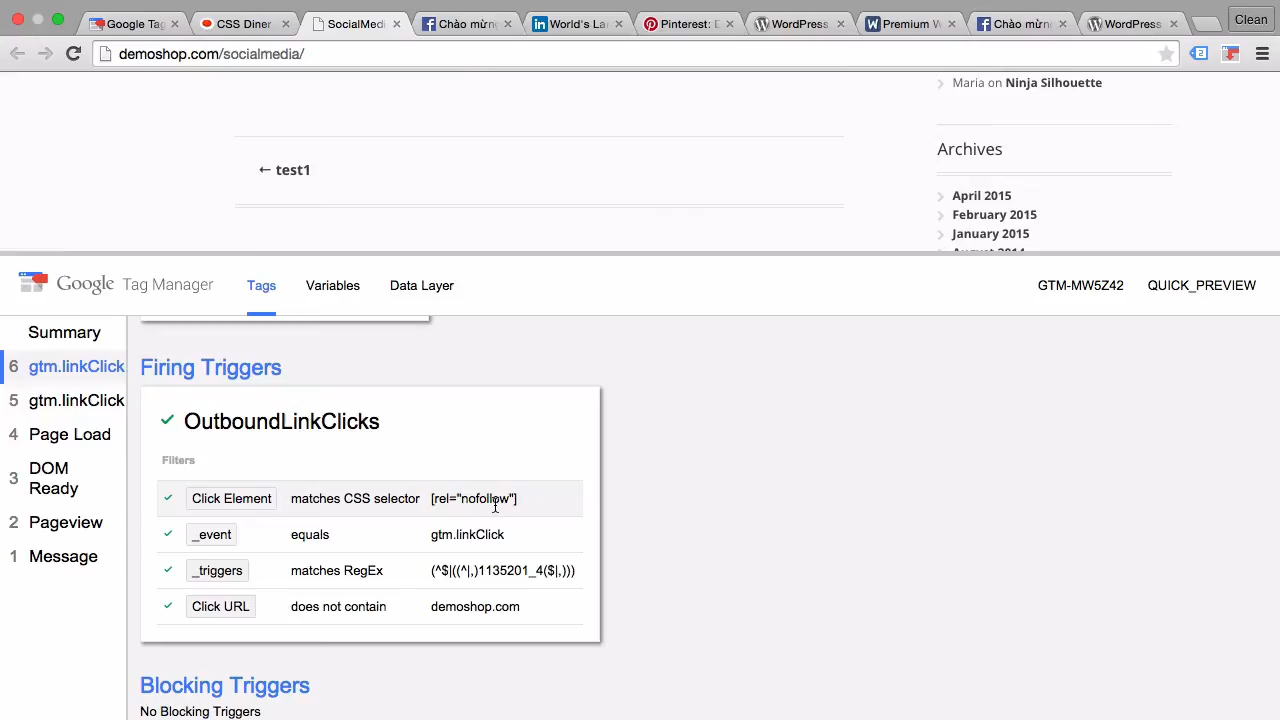 Google Tag
CSS Diner
SocialMedi
Chào mừn
World's La
Pinterest: D
WordPress
Premium W
Chào mừn
WordPress
Clean
demoshop.com/socialmedia/
Maria on Ninja Silhouette
← test1
Archives
April 2015
February 2015
January 2015
August 2014
Google Tag Manager
Tags
Variables
Data Layer
GTM-MW5Z42
QUICK_PREVIEW
Summary
6 gtm.linkClick
5 gtm.linkClick
4 Page Load
3 DOM Ready
2 Pageview
1 Message
Firing Triggers
OutboundLinkClicks
Filters
Click Element matches CSS selector [rel="nofollow"]
_event equals gtm.linkClick
_triggers matches RegEx (^$|((^|,)1135201_4($|,)))
Click URL does not contain demoshop.com
Blocking Triggers
No Blocking Triggers